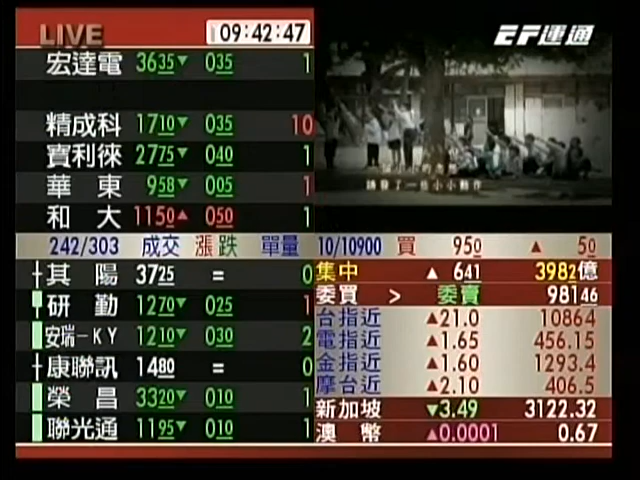 LIVE
09:42:47
宏達電 3635▼ 035 1
精成科 1710▼ 035 10
寶利徠 2775▼ 040 1
華東 958▼ 005 1
和大 1150▲ 050 1
242/303 成交 漲跌 單量
其陽 3725 = 0
研勤 1270▼ 025 1
安瑞-KY 1210▼ 030 2
康聯訊 1480 = 0
榮昌 3320▼ 010 1
聯光通 1195▼ 010 1
運通
10/10900 買 950 ▲ 50
集中 ▲ 641 3982億
委買 > 委賣 98146
台指近 ▲21.0 10864
電指近 ▲1.65 456.15
金指近 ▲1.60 1293.4
摩台近 ▲2.10 406.5
新加坡 ▼3.49 3122.32
澳幣 ▲0.0001 0.67